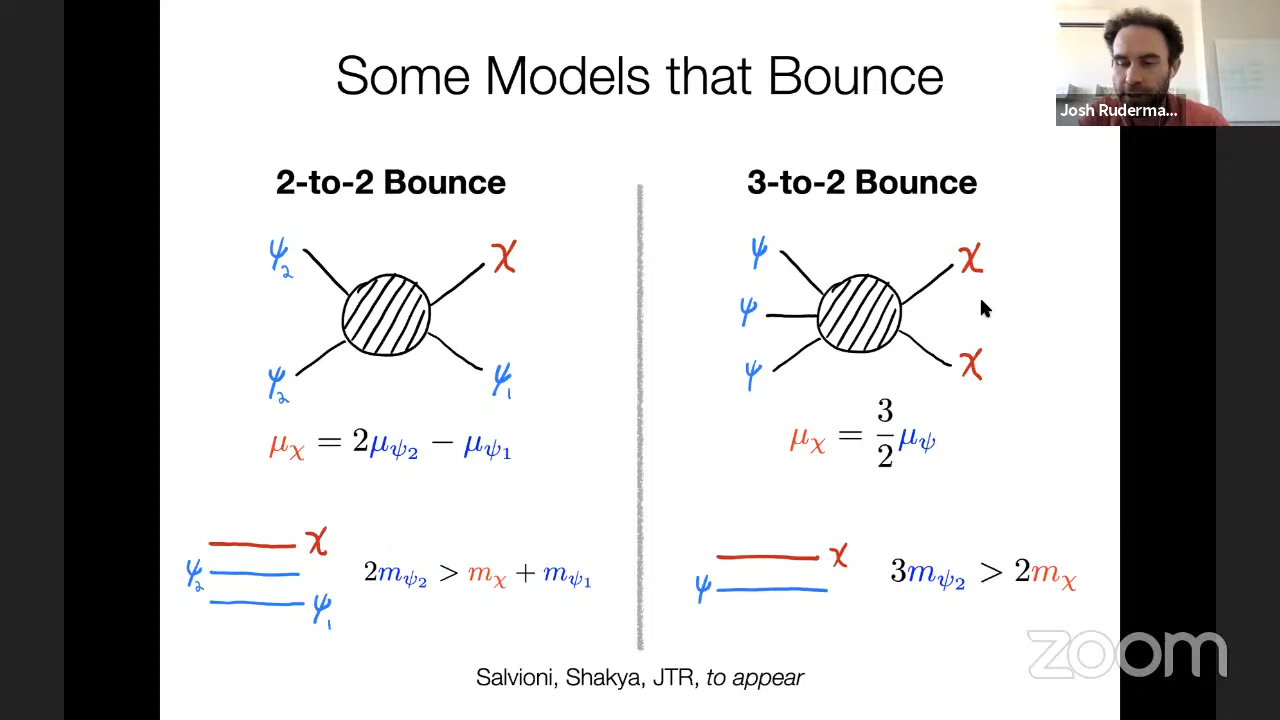 Some Models that Bounce
Josh Ruderma...
2-to-2 Bounce
ψ₂ χ
ψ₂ ψ₁
μ_χ = 2μ_ψ₂ − μ_ψ₁
χ
ψ₂
ψ₁
2m_ψ₂ > m_χ + m_ψ₁
3-to-2 Bounce
ψ χ
ψ
ψ χ
μ_χ = 3/2 μ_ψ
χ
ψ
3m_ψ₂ > 2m_χ
Salvioni, Shakya, JTR, to appear
zoom